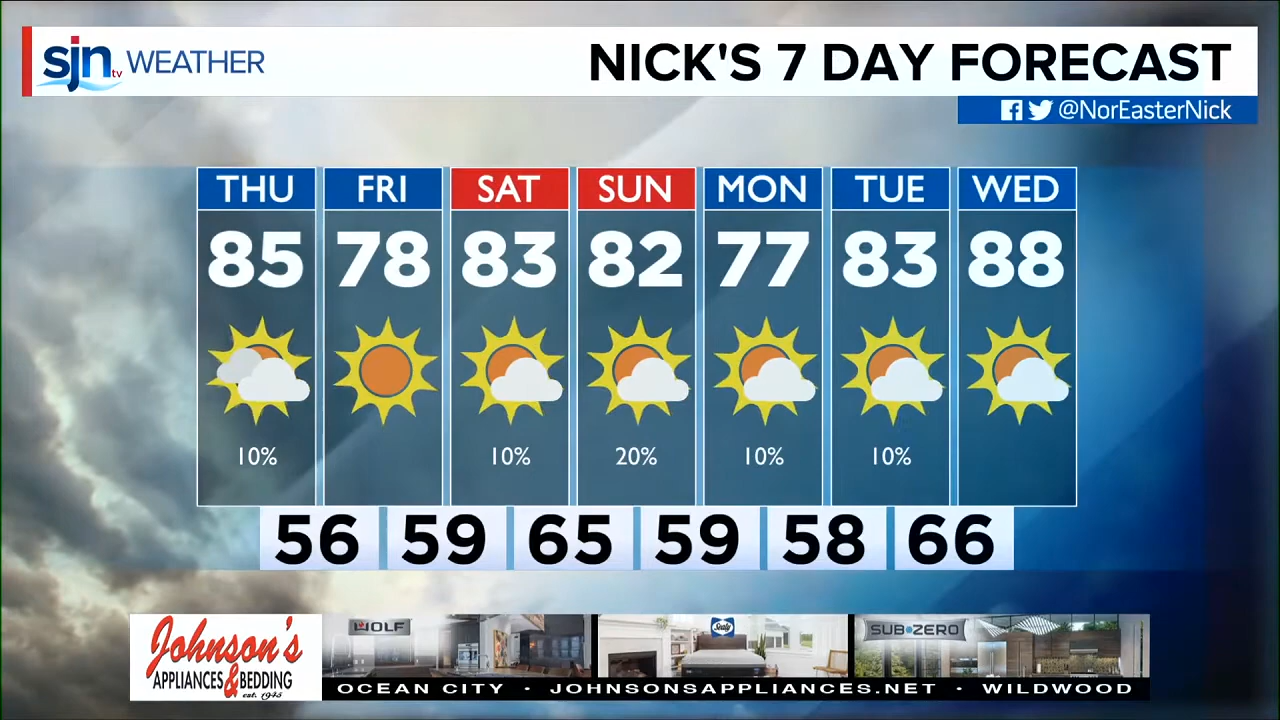 sjn tv WEATHER
NICK'S 7 DAY FORECAST
@NorEasterNick
THU FRI SAT SUN MON TUE WED
85 78 83 82 77 83 88
10% 10% 20% 10% 10%
56 59 65 59 58 66
Johnson's
APPLIANCES & BEDDING
est. 1945
WOLF
Sealy
SUB-ZERO
OCEAN CITY · JOHNSONSAPPLIANCES.NET · WILDWOOD